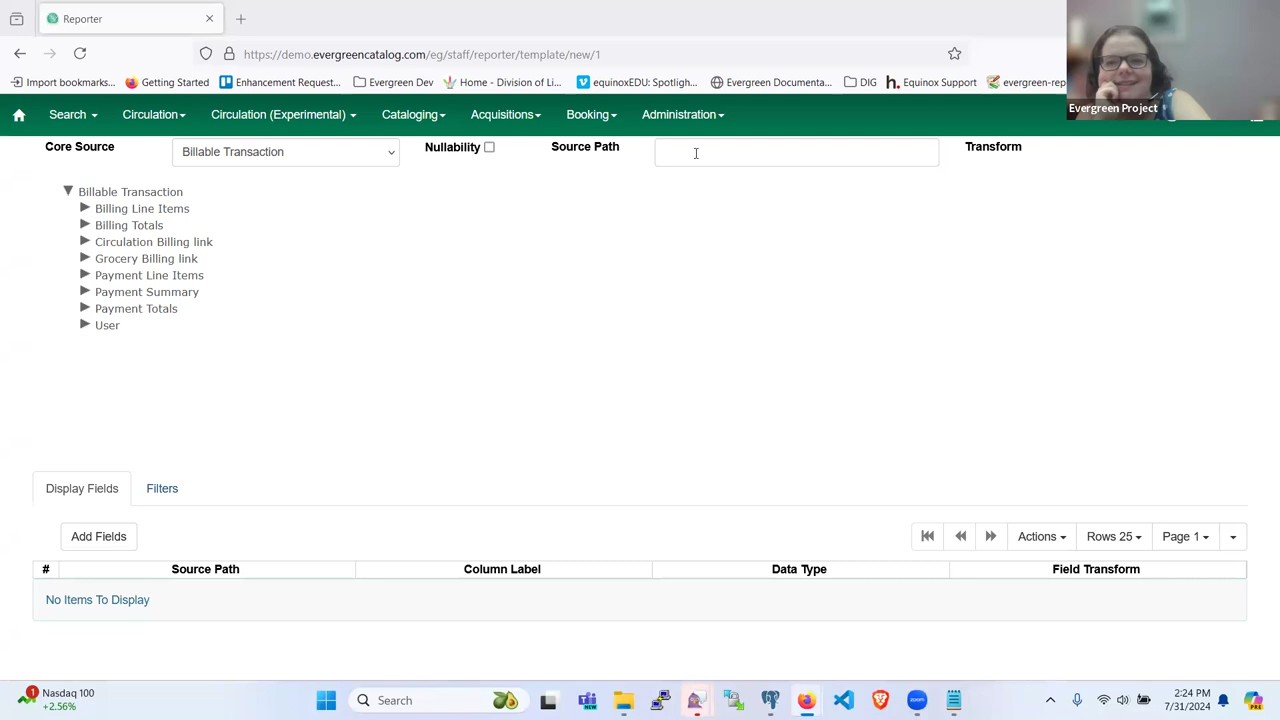 Reporter
https://demo.evergreencatalog.com/eg/staff/reporter/template/new/1
Import bookmarks... Getting Started Enhancement Request... Evergreen Dev Home - Division of Li... equinoxEDU: Spotligh... Evergreen Documenta... DIG Equinox Support evergreen-rep
Evergreen Project
Search Circulation Circulation (Experimental) Cataloging Acquisitions Booking Administration
Core Source Billable Transaction Nullability Source Path Transform
Billable Transaction
Billing Line Items
Billing Totals
Circulation Billing link
Grocery Billing link
Payment Line Items
Payment Summary
Payment Totals
User
Display Fields Filters
Add Fields Actions Rows 25 Page 1
# Source Path Column Label Data Type Field Transform
No Items To Display
1 Nasdaq 100
+2.56%
Search
2:24 PM
7/31/2024